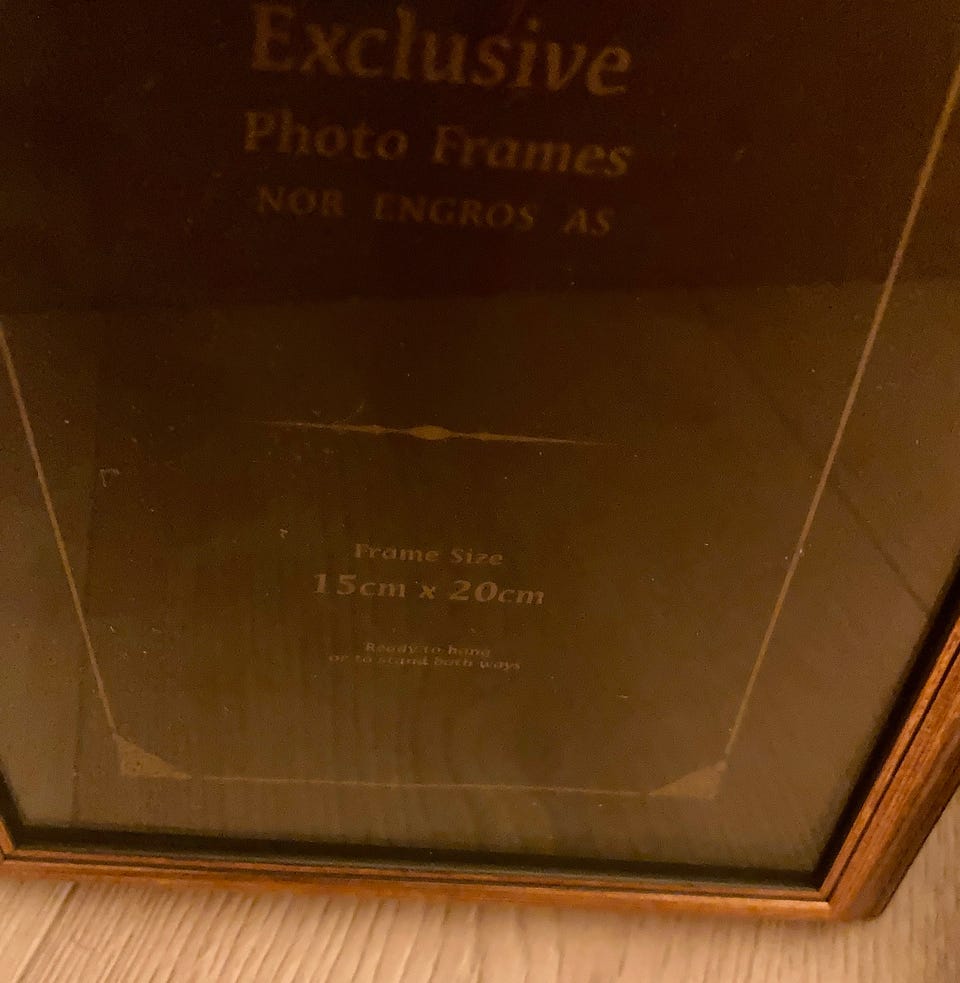 Exclusive
Photo Frames
NOR ENGROS AS
Frame Size
15cm x 20cm
Ready to hang
or to stand both ways